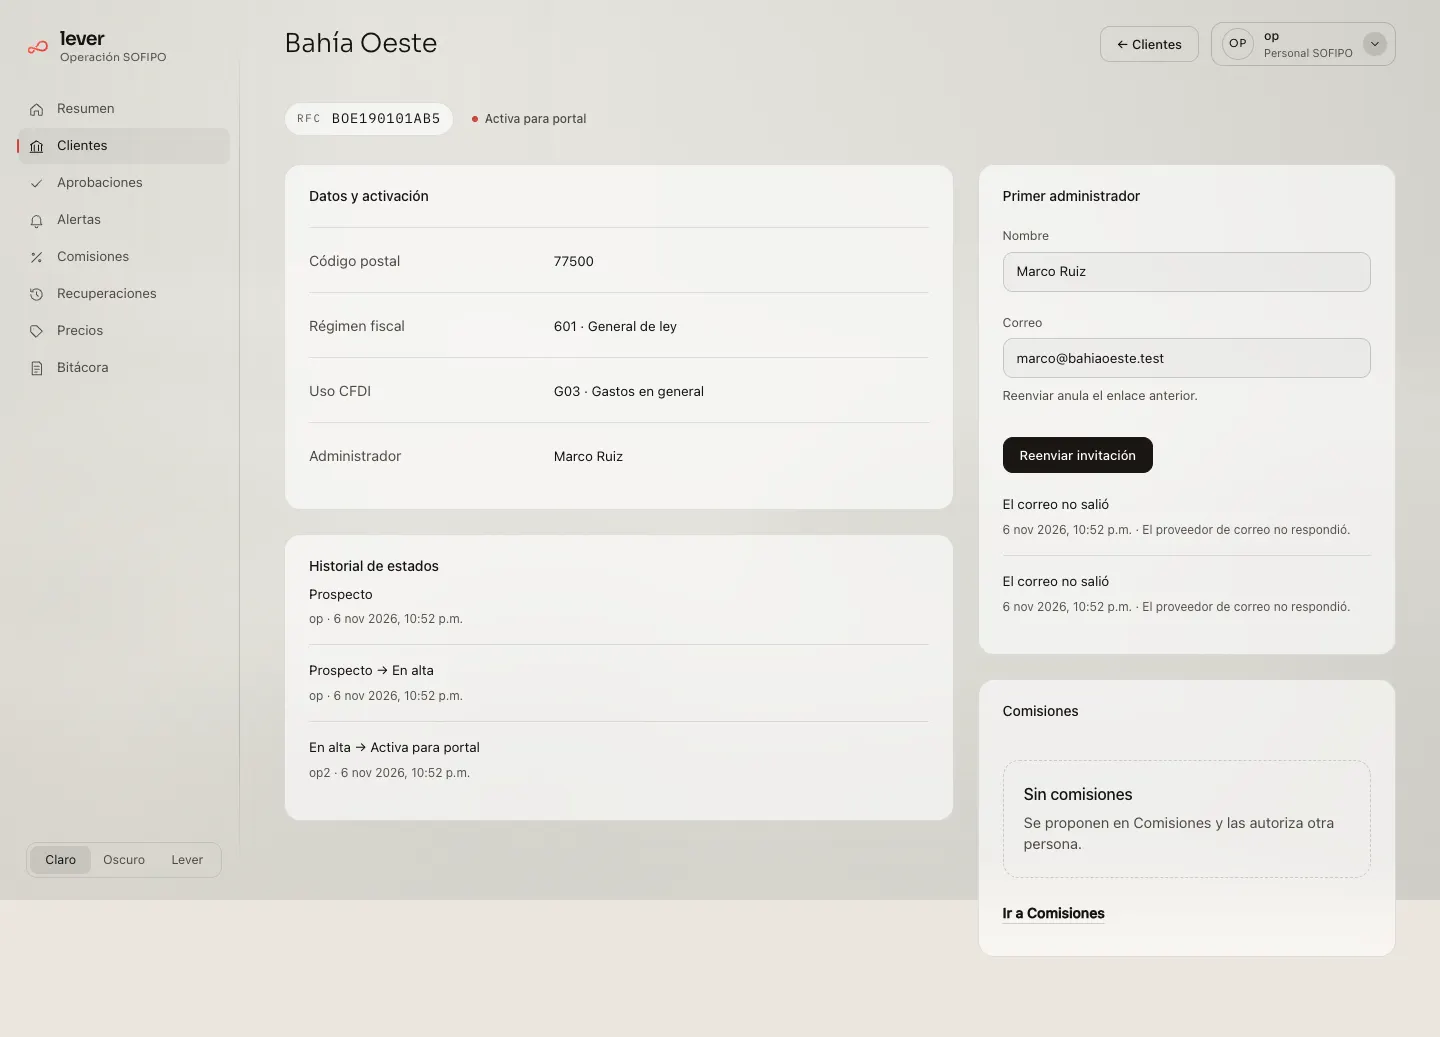 lever
Operación SOFIPO
Resumen
Clientes
Aprobaciones
Alertas
Comisiones
Recuperaciones
Precios
Bitácora
Claro Oscuro Lever
Bahía Oeste
← Clientes
OP
op
Personal SOFIPO
RFC BOE190101AB5
Activa para portal
Datos y activación
Código postal 77500
Régimen fiscal 601 · General de ley
Uso CFDI G03 · Gastos en general
Administrador Marco Ruiz
Historial de estados
Prospecto
op · 6 nov 2026, 10:52 p.m.
Prospecto → En alta
op · 6 nov 2026, 10:52 p.m.
En alta → Activa para portal
op2 · 6 nov 2026, 10:52 p.m.
Primer administrador
Nombre
Marco Ruiz
Correo
marco@bahiaoeste.test
Reenviar anula el enlace anterior.
Reenviar invitación
El correo no salió
6 nov 2026, 10:52 p.m. · El proveedor de correo no respondió.
El correo no salió
6 nov 2026, 10:52 p.m. · El proveedor de correo no respondió.
Comisiones
Sin comisiones
Se proponen en Comisiones y las autoriza otra
persona.
Ir a Comisiones